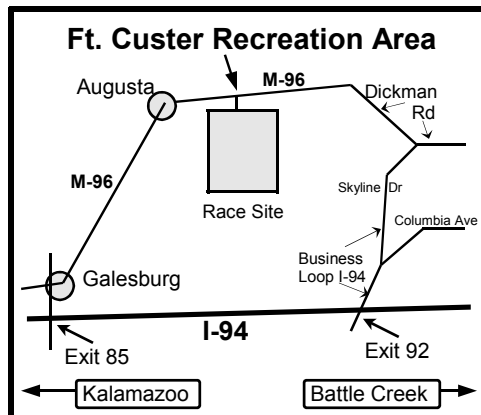 Ft. Custer Recreation Area
M-96
Augusta
Dickman
Rd
M-96
Skyline Dr
Race Site
Columbia Ave
Business
Loop I-94
Galesburg
I-94
Exit 85
Exit 92
Kalamazoo
Battle Creek